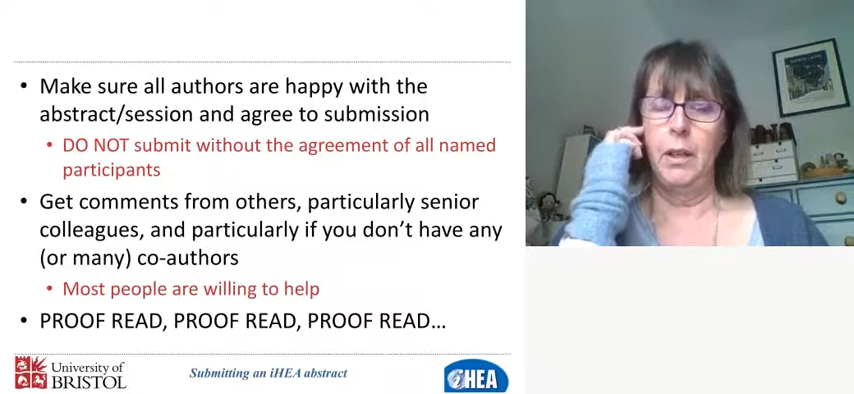 • Make sure all authors are happy with the
abstract/session and agree to submission
• DO NOT submit without the agreement of all named
participants
• Get comments from others, particularly senior
colleagues, and particularly if you don’t have any
(or many) co-authors
• Most people are willing to help
• PROOF READ, PROOF READ, PROOF READ…
University of
BRISTOL
Submitting an iHEA abstract
iHEA